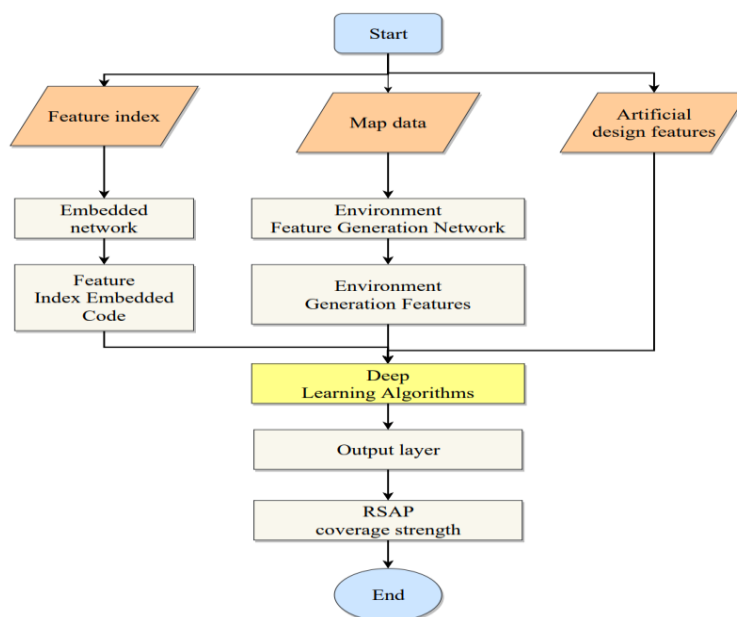 Start
Feature index
Map data
Artificial
design features
Embedded
network
Environment
Feature Generation Network
Feature
Index Embedded
Code
Environment
Generation Features
Deep
Learning Algorithms
Output layer
RSAP
coverage strength
End